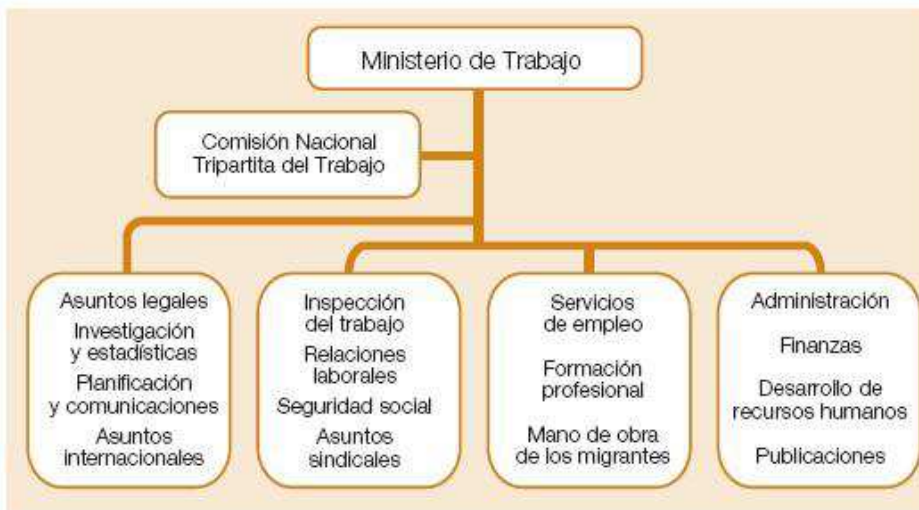 Ministerio de Trabajo
Comisión Nacional
Tripartita del Trabajo
Asuntos legales
Investigación
y estadísticas
Planificación
y comunicaciones
Asuntos
internacionales
Inspección
del trabajo
Relaciones
laborales
Seguridad social
Asuntos
sindicales
Servicios
de empleo
Formación
profesional
Mano de obra
de los migrantes
Administración
Finanzas
Desarrollo de
recursos humanos
Publicaciones